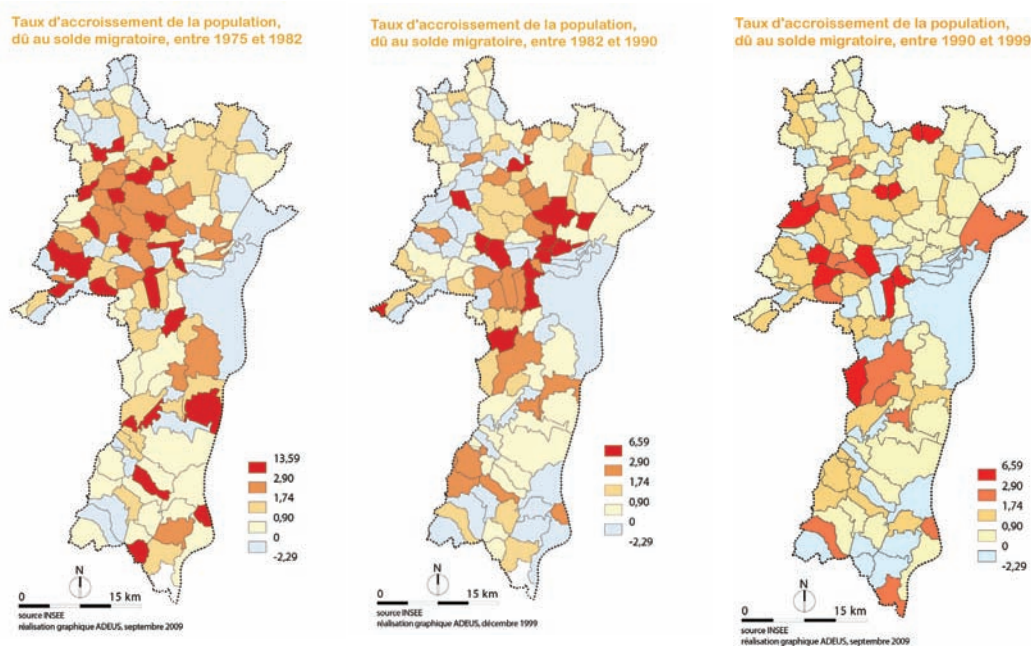 Taux d'accroissement de la population,
dû au solde migratoire, entre 1975 et 1982
13,59
2,90
1,74
0,90
0
-2,29
N
0 15 km
source INSEE
réalisation graphique ADEUS, septembre 2009
Taux d'accroissement de la population,
dû au solde migratoire, entre 1982 et 1990
6,59
2,90
1,74
0,90
0
-2,29
N
0 15 km
source INSEE
réalisation graphique ADEUS, décembre 1999
Taux d'accroissement de la population,
dû au solde migratoire, entre 1990 et 1999
6,59
2,90
1,74
0,90
0
-2,29
N
0 15 km
source INSEE
réalisation graphique ADEUS, septembre 2009